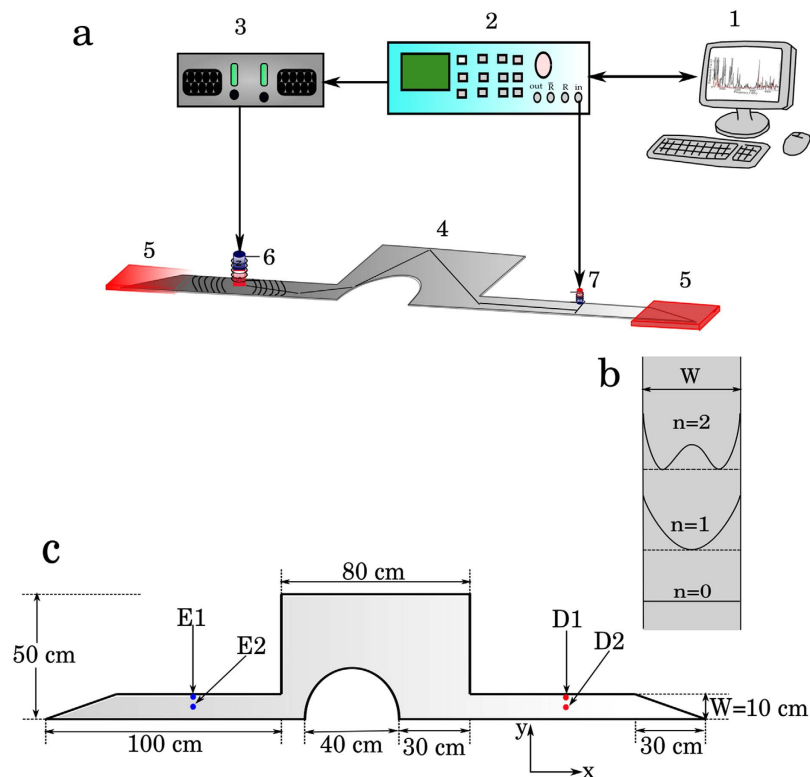 a
3
2
1
out R̅ R in
4
5
6
7
5
b
W
n=2
n=1
n=0
c
80 cm
E1
D1
E2
D2
50 cm
W=10 cm
100 cm
40 cm
30 cm
30 cm
y
x